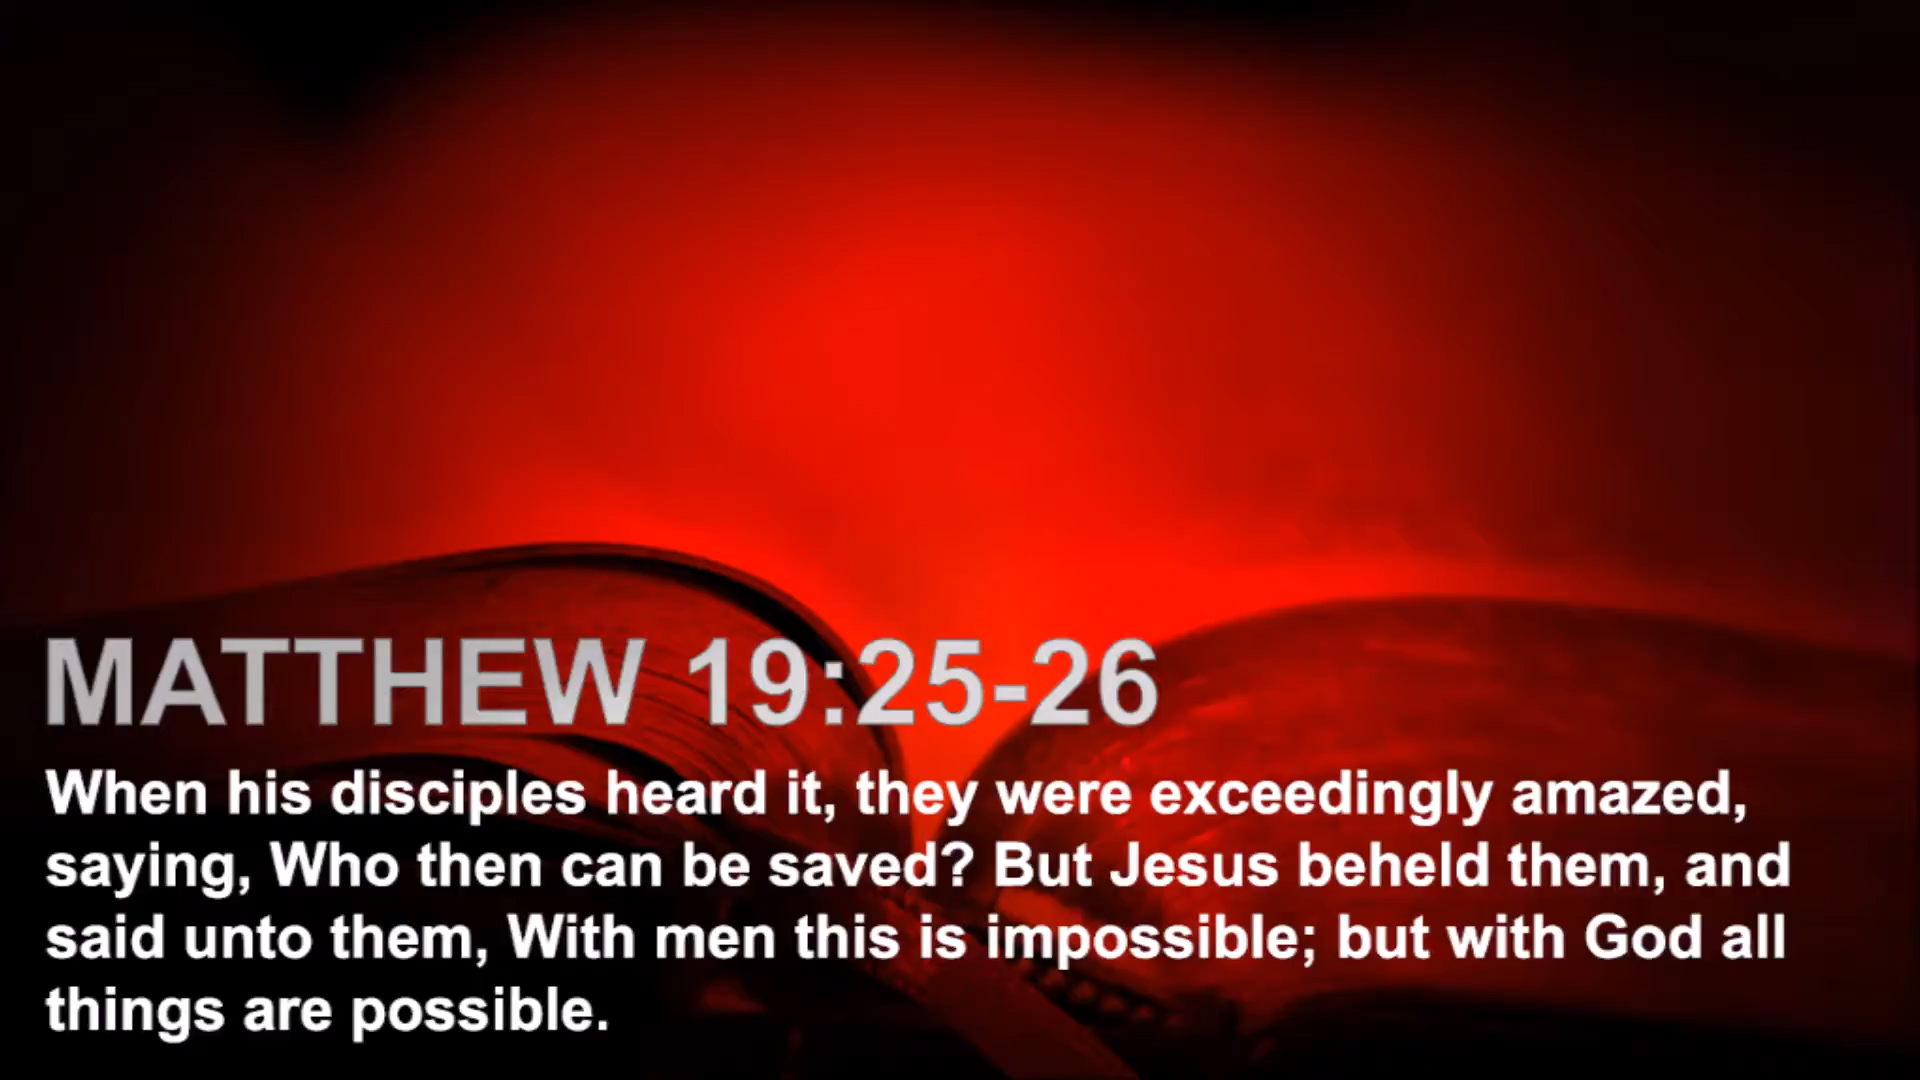 MATTHEW 19:25-26
When his disciples heard it, they were exceedingly amazed,
saying, Who then can be saved? But Jesus beheld them, and
said unto them, With men this is impossible; but with God all
things are possible.